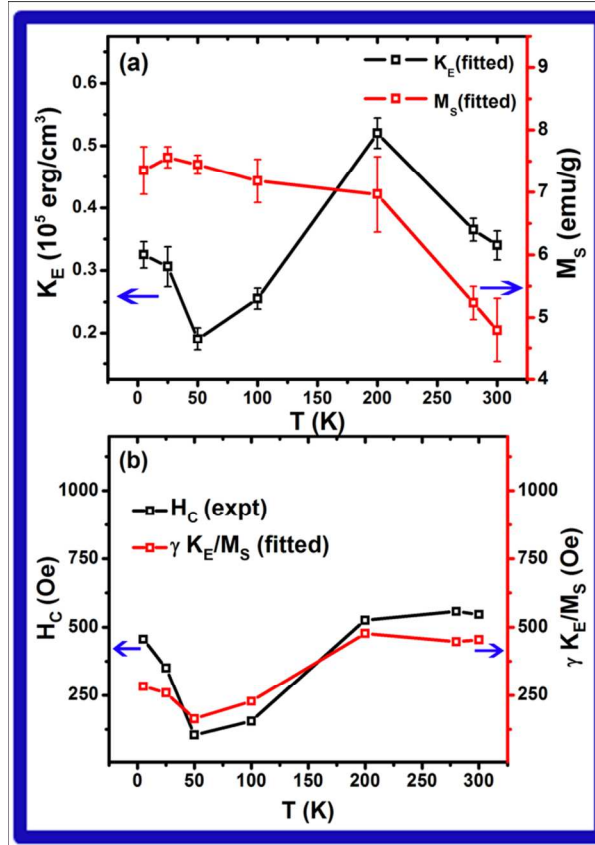 (a)
K_E (fitted)
M_S (fitted)
K_E (10^5 erg/cm^3)
0.6
0.5
0.4
0.3
0.2
M_S (emu/g)
9
8
7
6
5
4
0 50 100 150 200 250 300
T (K)
(b)
H_C (expt)
γ K_E/M_S (fitted)
H_C (Oe)
1000
750
500
250
γ K_E/M_S (Oe)
1000
750
500
250
0 50 100 150 200 250 300
T (K)